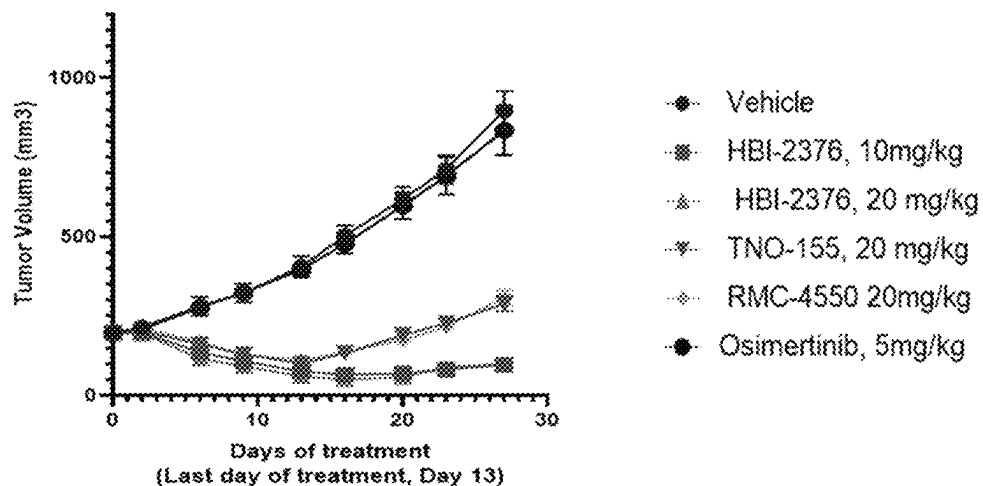 Tumor Volume (mm3)
1000
500
0
0
10
20
30
Days of treatment
(Last day of treatment, Day 13)
Vehicle
HBI-2376, 10mg/kg
HBI-2376, 20 mg/kg
TNO-155, 20 mg/kg
RMC-4550 20mg/kg
Osimertinib, 5mg/kg